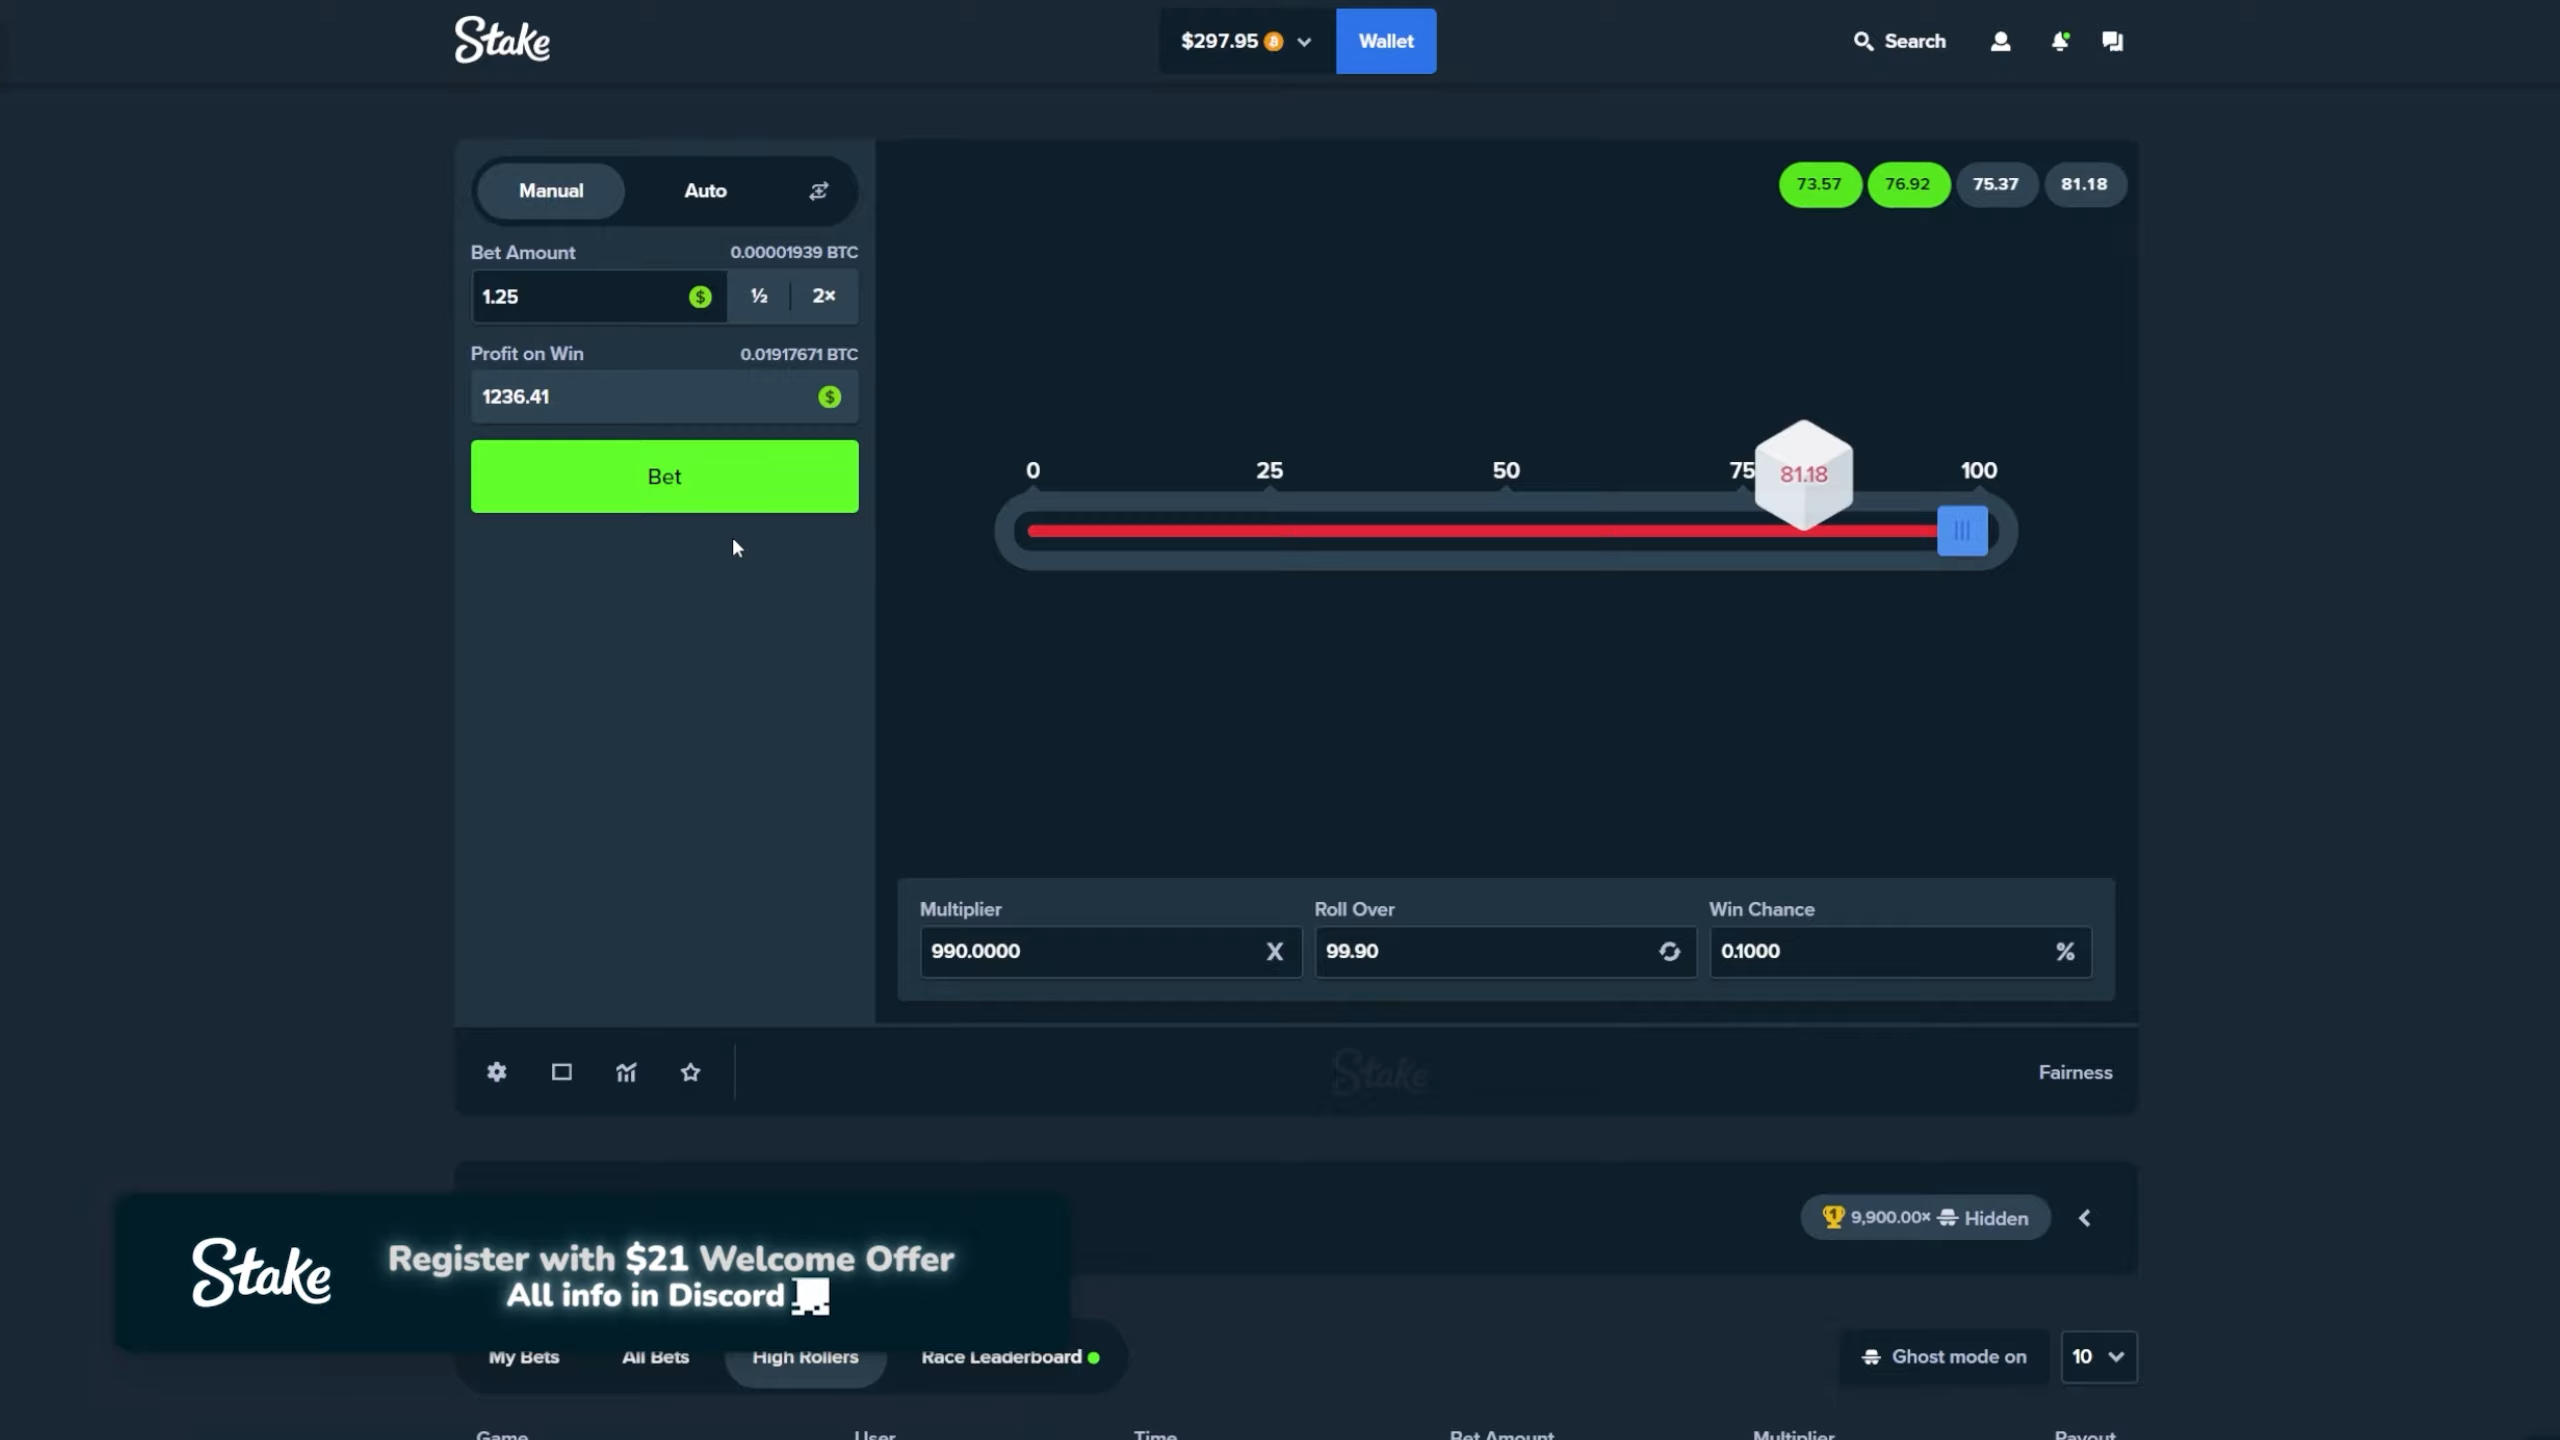 Stake
$297.95
Wallet
Search
Manual
Auto
73.57
76.92
75.37
81.18
Bet Amount
0.00001939 BTC
1.25
$
½
2×
Profit on Win
0.01917671 BTC
1236.41
$
Bet
0
25
50
75
100
81.18
Multiplier
Roll Over
Win Chance
990.0000
X
99.90
0.1000
%
Stake
Fairness
1
9,900.00×
Hidden
Stake
Register with $21 Welcome Offer
All info in Discord
My Bets
All Bets
High Rollers
Race Leaderboard
Ghost mode on
10
Game
User
Time
Bet Amount
Multiplier
Payout